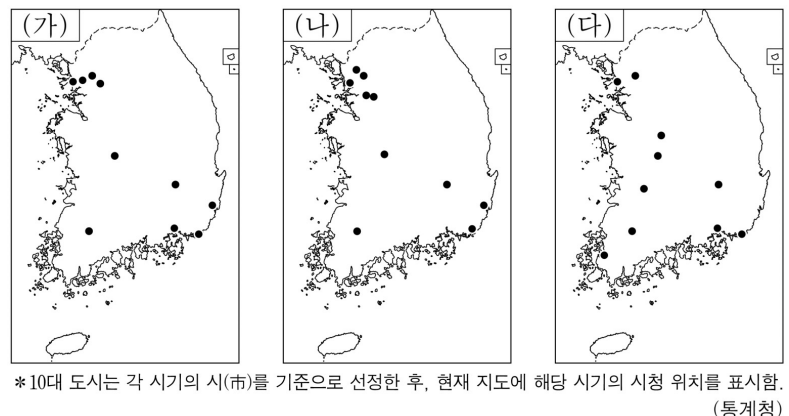 (가)
(나)
(다)
*10대 도시는 각 시기의 시(市)를 기준으로 선정한 후, 현재 지도에 해당 시기의 시청 위치를 표시함.
(통계청)